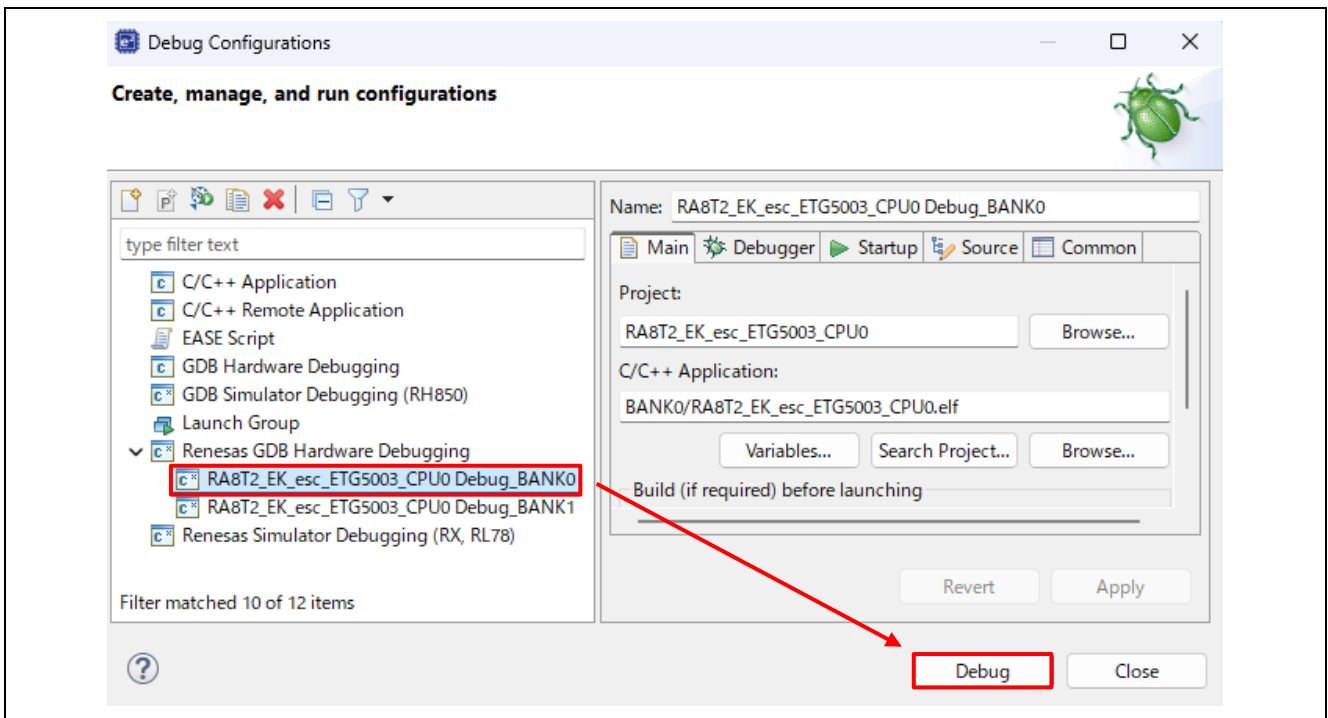 Debug Configurations
Create, manage, and run configurations
type filter text
C/C++ Application
C/C++ Remote Application
EASE Script
GDB Hardware Debugging
GDB Simulator Debugging (RH850)
Launch Group
Renesas GDB Hardware Debugging
RA8T2_EK_esc_ETG5003_CPU0 Debug_BANK0
RA8T2_EK_esc_ETG5003_CPU0 Debug_BANK1
Renesas Simulator Debugging (RX, RL78)
Filter matched 10 of 12 items
Name: RA8T2_EK_esc_ETG5003_CPU0 Debug_BANK0
Main Debugger Startup Source Common
Project:
RA8T2_EK_esc_ETG5003_CPU0 Browse...
C/C++ Application:
BANK0/RA8T2_EK_esc_ETG5003_CPU0.elf
Variables... Search Project... Browse...
Build (if required) before launching
Revert Apply
Debug Close